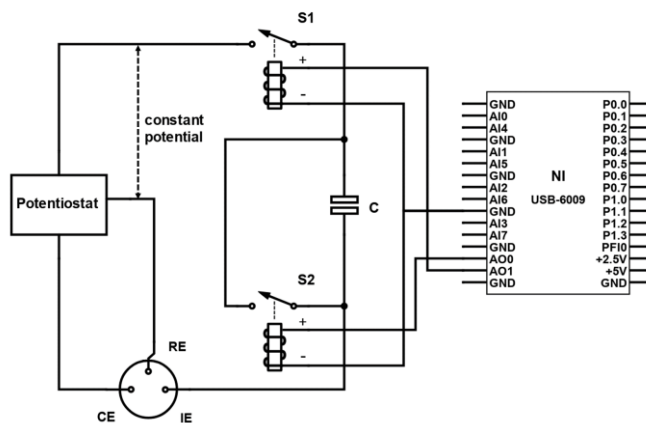 S1
+
-
constant
potential
Potentiostat
C
S2
+
-
RE
CE
IE
NI
USB-6009
GND
AI0
AI4
GND
AI1
AI5
GND
AI2
AI6
GND
AI3
AI7
GND
AO0
AO1
GND
P0.0
P0.1
P0.2
P0.3
P0.4
P0.5
P0.6
P0.7
P1.0
P1.1
P1.2
P1.3
PFI0
+2.5V
+5V
GND